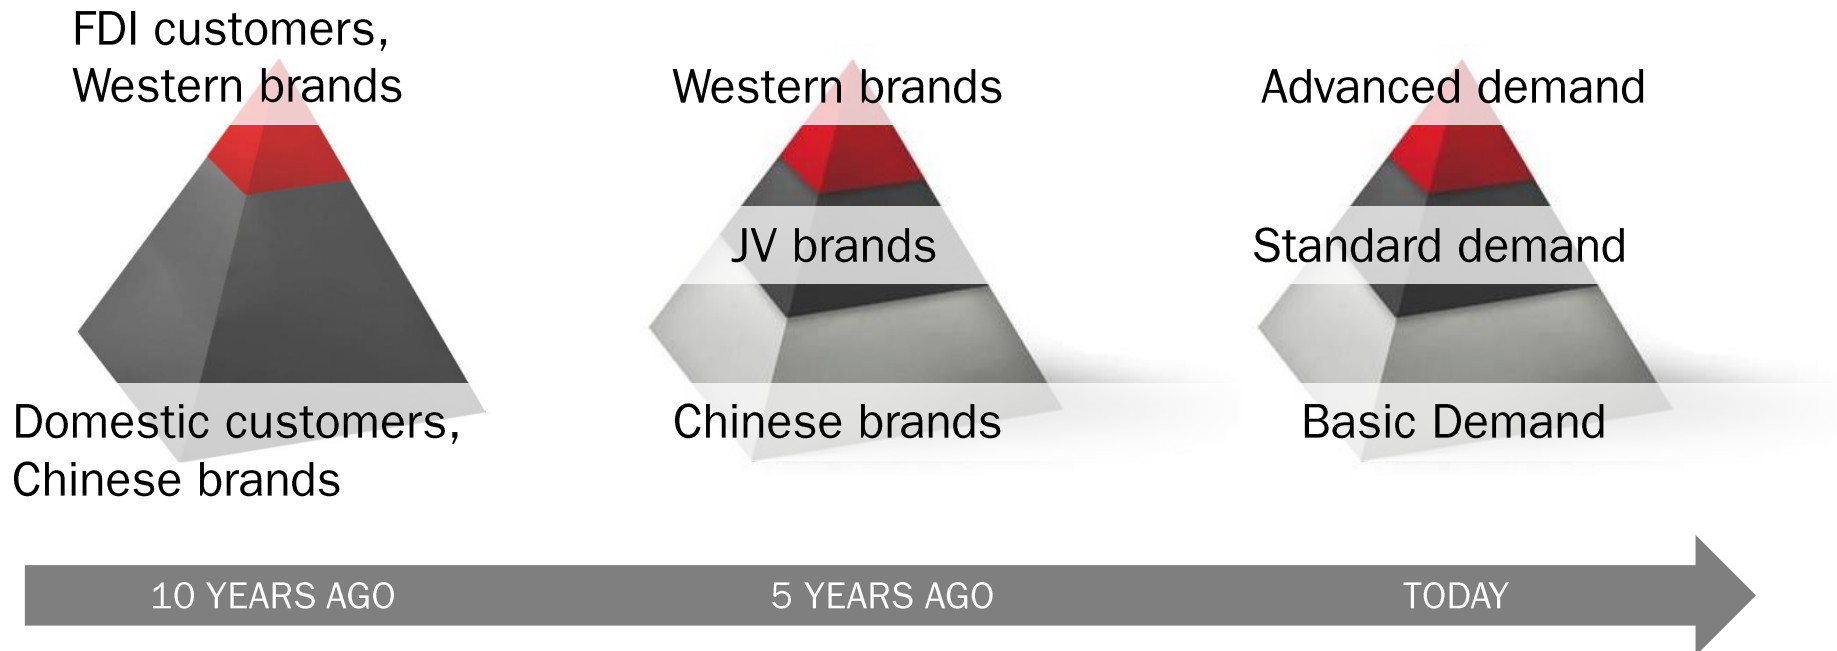 FDI customers,
Western brands
Domestic customers,
Chinese brands
Western brands
JV brands
Chinese brands
Advanced demand
Standard demand
Basic Demand
10 YEARS AGO
5 YEARS AGO
TODAY